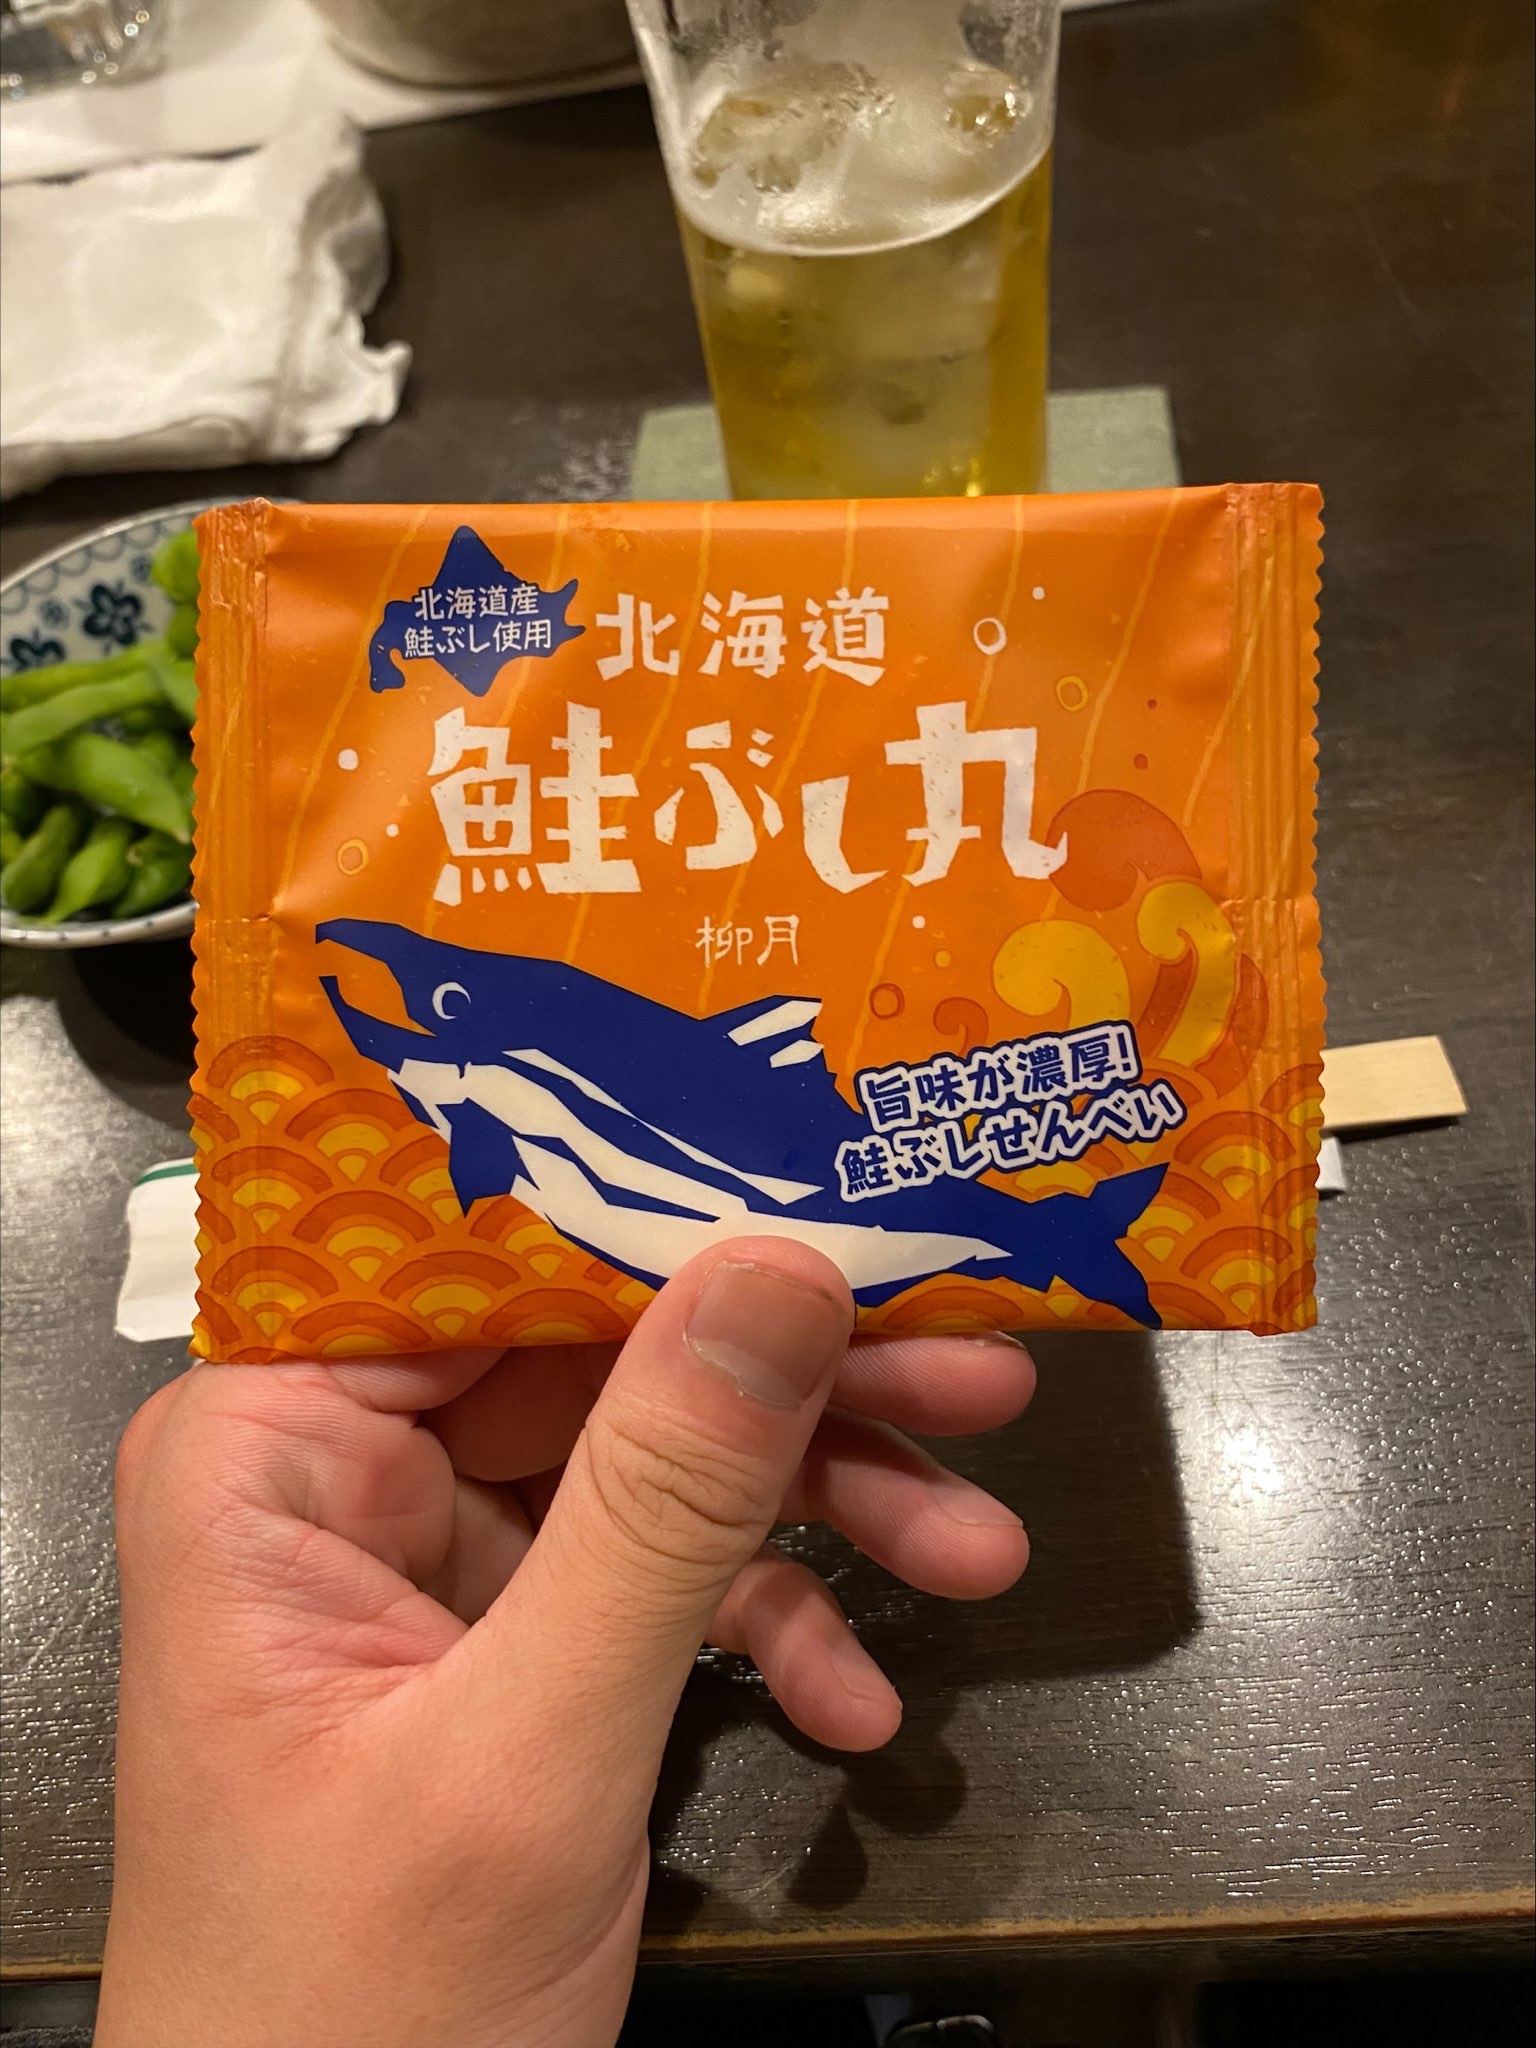 北海道産
鮭ぶし使用
北海道
鮭ぶし丸
柳月
旨味が濃厚!
鮭ぶしせんべい